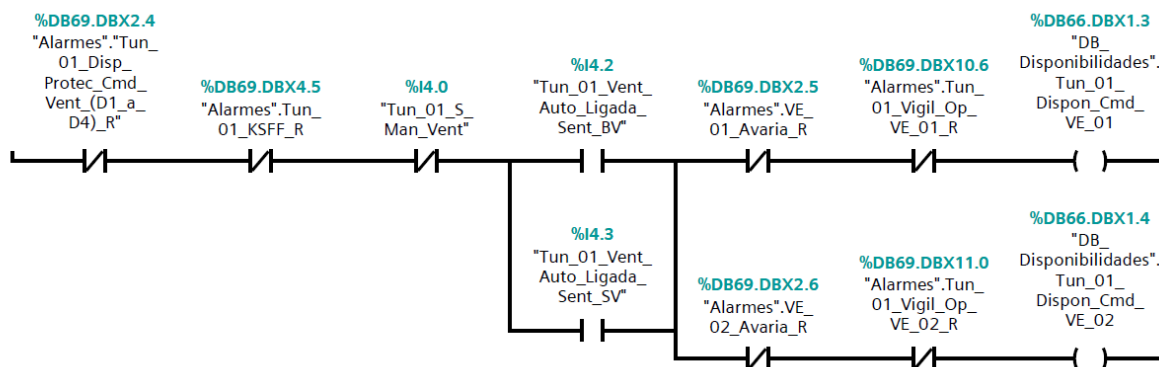 %DB69.DBX2.4
"Alarmes"."Tun_
01_Disp_
Protec_Cmd_
Vent_(D1_a_
D4)_R"
%DB69.DBX4.5
"Alarmes".Tun_
01_KSFF_R
%I4.0
"Tun_01_S_
Man_Vent"
%I4.2
"Tun_01_Vent_
Auto_Ligada_
Sent_BV"
%DB69.DBX2.5
"Alarmes".VE_
01_Avaria_R
%DB69.DBX10.6
"Alarmes".Tun_
01_Vigil_Op_
VE_01_R
%DB66.DBX1.3
"DB_
Disponibilidades".
Tun_01_
Dispon_Cmd_
VE_01
%I4.3
"Tun_01_Vent_
Auto_Ligada_
Sent_SV"
%DB69.DBX2.6
"Alarmes".VE_
02_Avaria_R
%DB69.DBX11.0
"Alarmes".Tun_
01_Vigil_Op_
VE_02_R
%DB66.DBX1.4
"DB_
Disponibilidades".
Tun_01_
Dispon_Cmd_
VE_02